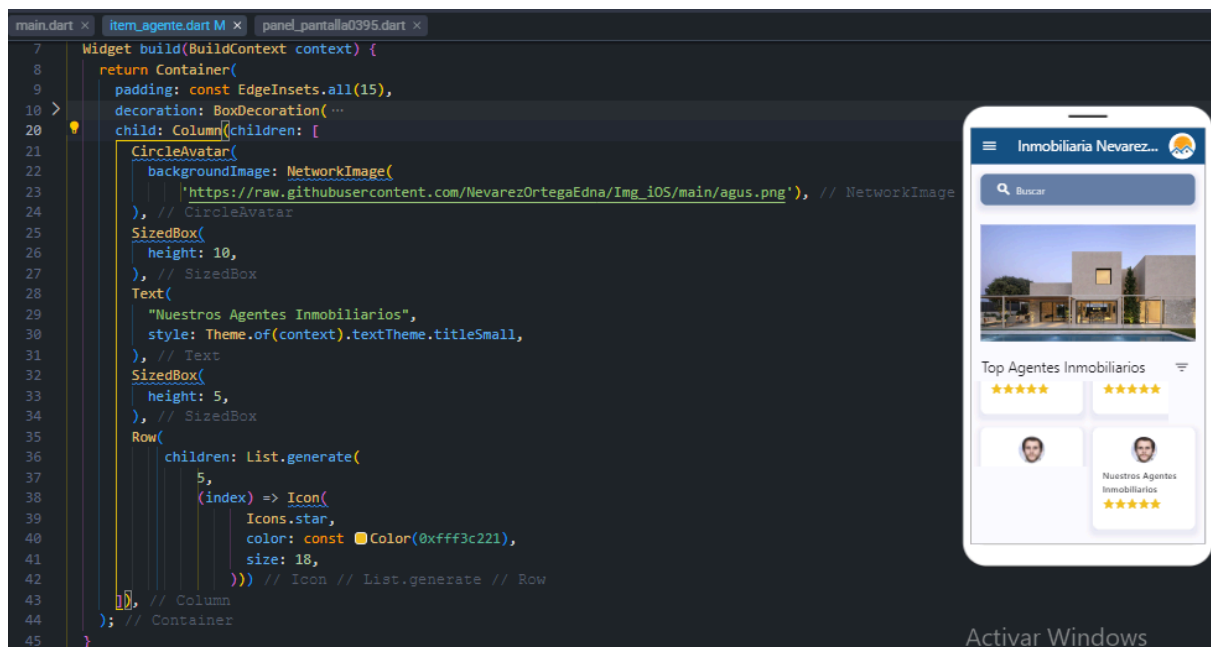 main.dart × item_agente.dart M × panel_pantalla0395.dart ×
7 Widget build(BuildContext context) {
8 return Container(
9 padding: const EdgeInsets.all(15),
10 decoration: BoxDecoration( ···
20 child: Column(children: [
21 CircleAvatar(
22 backgroundImage: NetworkImage(
23 'https://raw.githubusercontent.com/NevarezOrtegaEdna/Img_iOS/main/agus.png'), // NetworkImage
24 ), // CircleAvatar
25 SizedBox(
26 height: 10,
27 ), // SizedBox
28 Text(
29 "Nuestros Agentes Inmobiliarios",
30 style: Theme.of(context).textTheme.titleSmall,
31 ), // Text
32 SizedBox(
33 height: 5,
34 ), // SizedBox
35 Row(
36 children: List.generate(
37 5,
38 (index) => Icon(
39 Icons.star,
40 color: const Color(0xfff3c221),
41 size: 18,
42 ))) // Icon // List.generate // Row
43 ]), // Column
44 ); // Container
45 }
Inmobiliaria Nevarez...
Buscar
Top Agentes Inmobiliarios
Nuestros Agentes
Inmobiliarios
Activar Windows